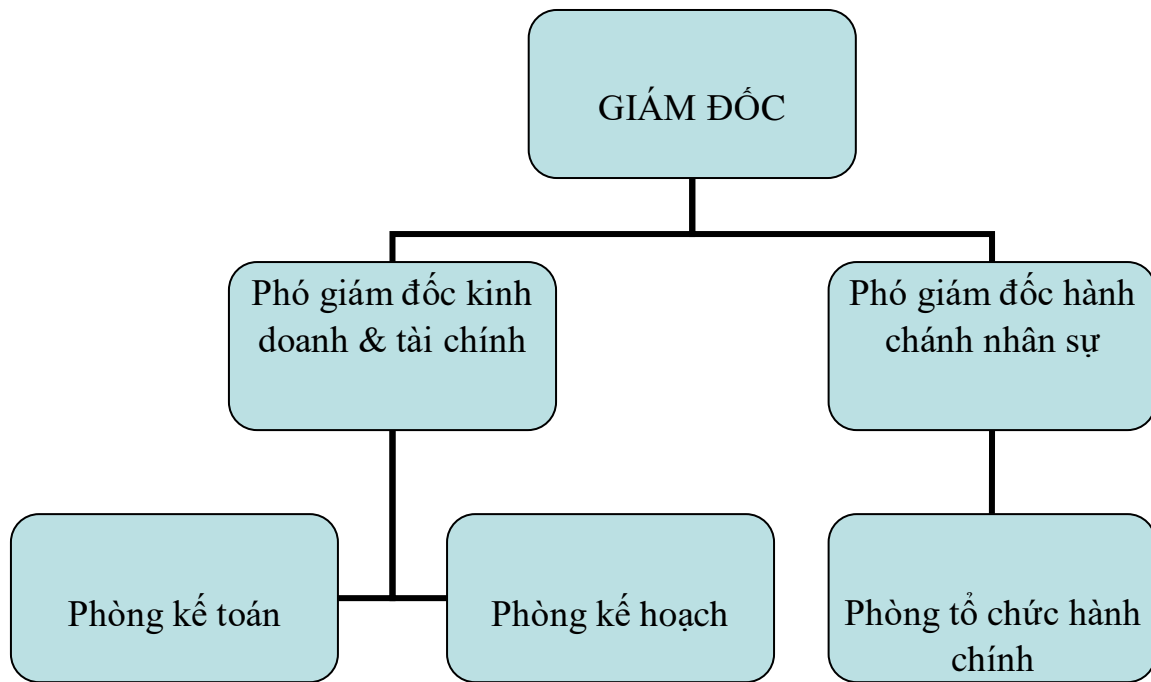 GIÁM ĐỐC
Phó giám đốc kinh
doanh & tài chính
Phó giám đốc hành
chánh nhân sự
Phòng kế toán
Phòng kế hoạch
Phòng tổ chức hành
chính